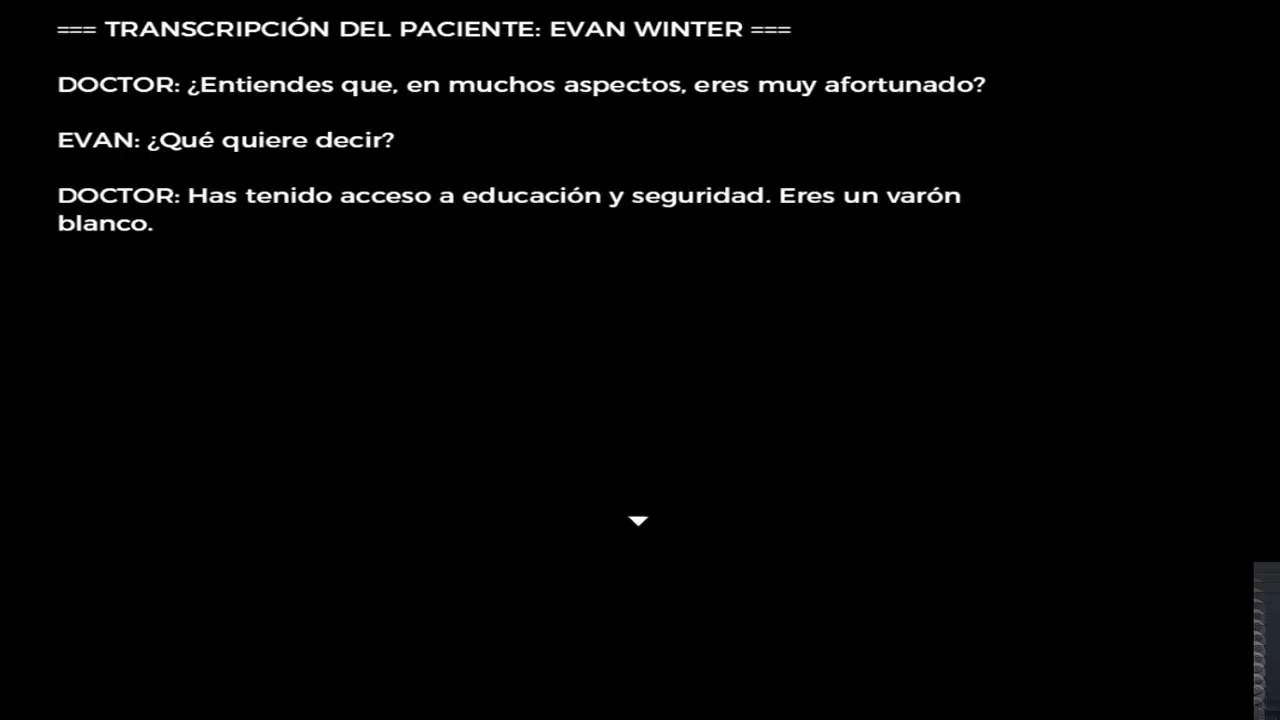 === TRANSCRIPCIÓN DEL PACIENTE: EVAN WINTER ===
DOCTOR: ¿Entiendes que, en muchos aspectos, eres muy afortunado?
EVAN: ¿Qué quiere decir?
DOCTOR: Has tenido acceso a educación y seguridad. Eres un varón
blanco.